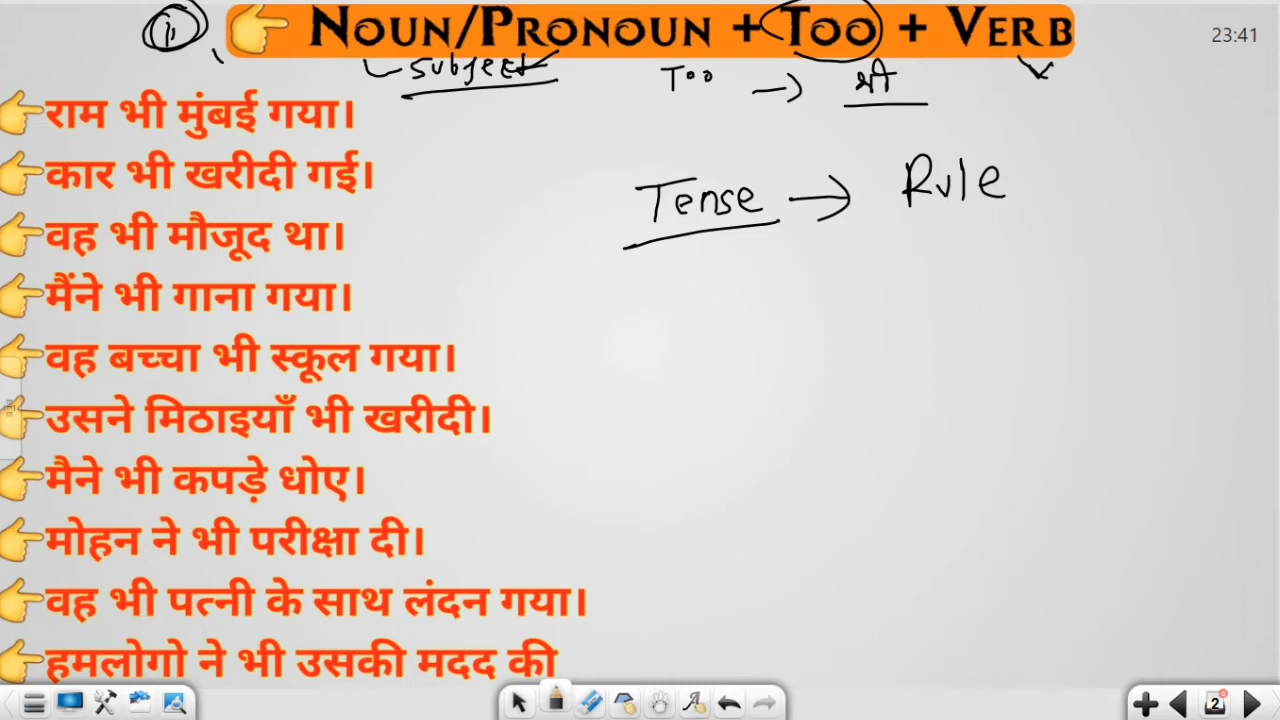 (i) 👉 Noun/Pronoun + Too + Verb
23:41
subject Too → भी
👉राम भी मुंबई गया।
Tense → Rule
👉कार भी खरीदी गई।
👉वह भी मौजूद था।
👉मैंने भी गाना गया।
👉वह बच्चा भी स्कूल गया।
👉उसने मिठाइयाँ भी खरीदी।
👉मैने भी कपड़े धोए।
👉मोहन ने भी परीक्षा दी।
👉वह भी पत्नी के साथ लंदन गया।
👉हमलोगो ने भी उसकी मदद की
2